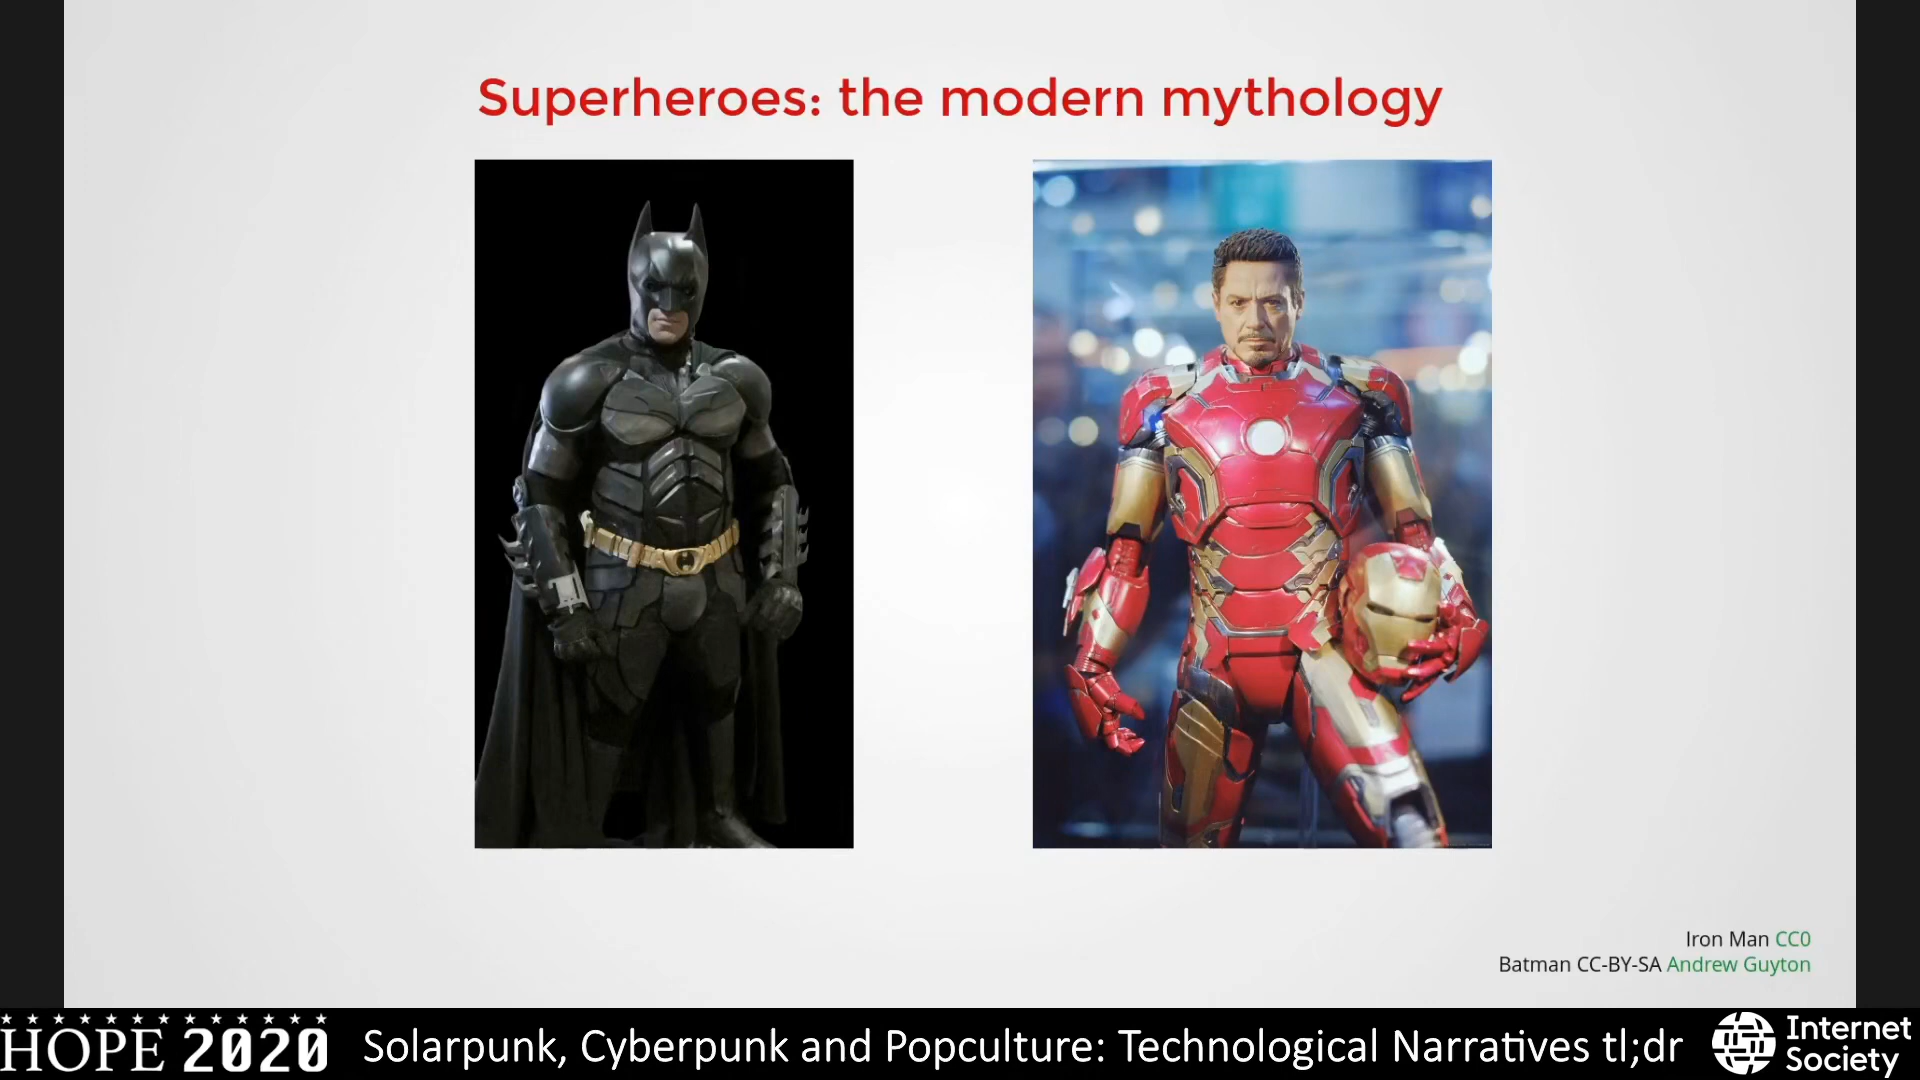 Superheroes: the modern mythology
Iron Man CC0
Batman CC-BY-SA Andrew Guyton
HOPE 2020
Solarpunk, Cyberpunk and Popculture: Technological Narratives tl;dr
Internet
Society